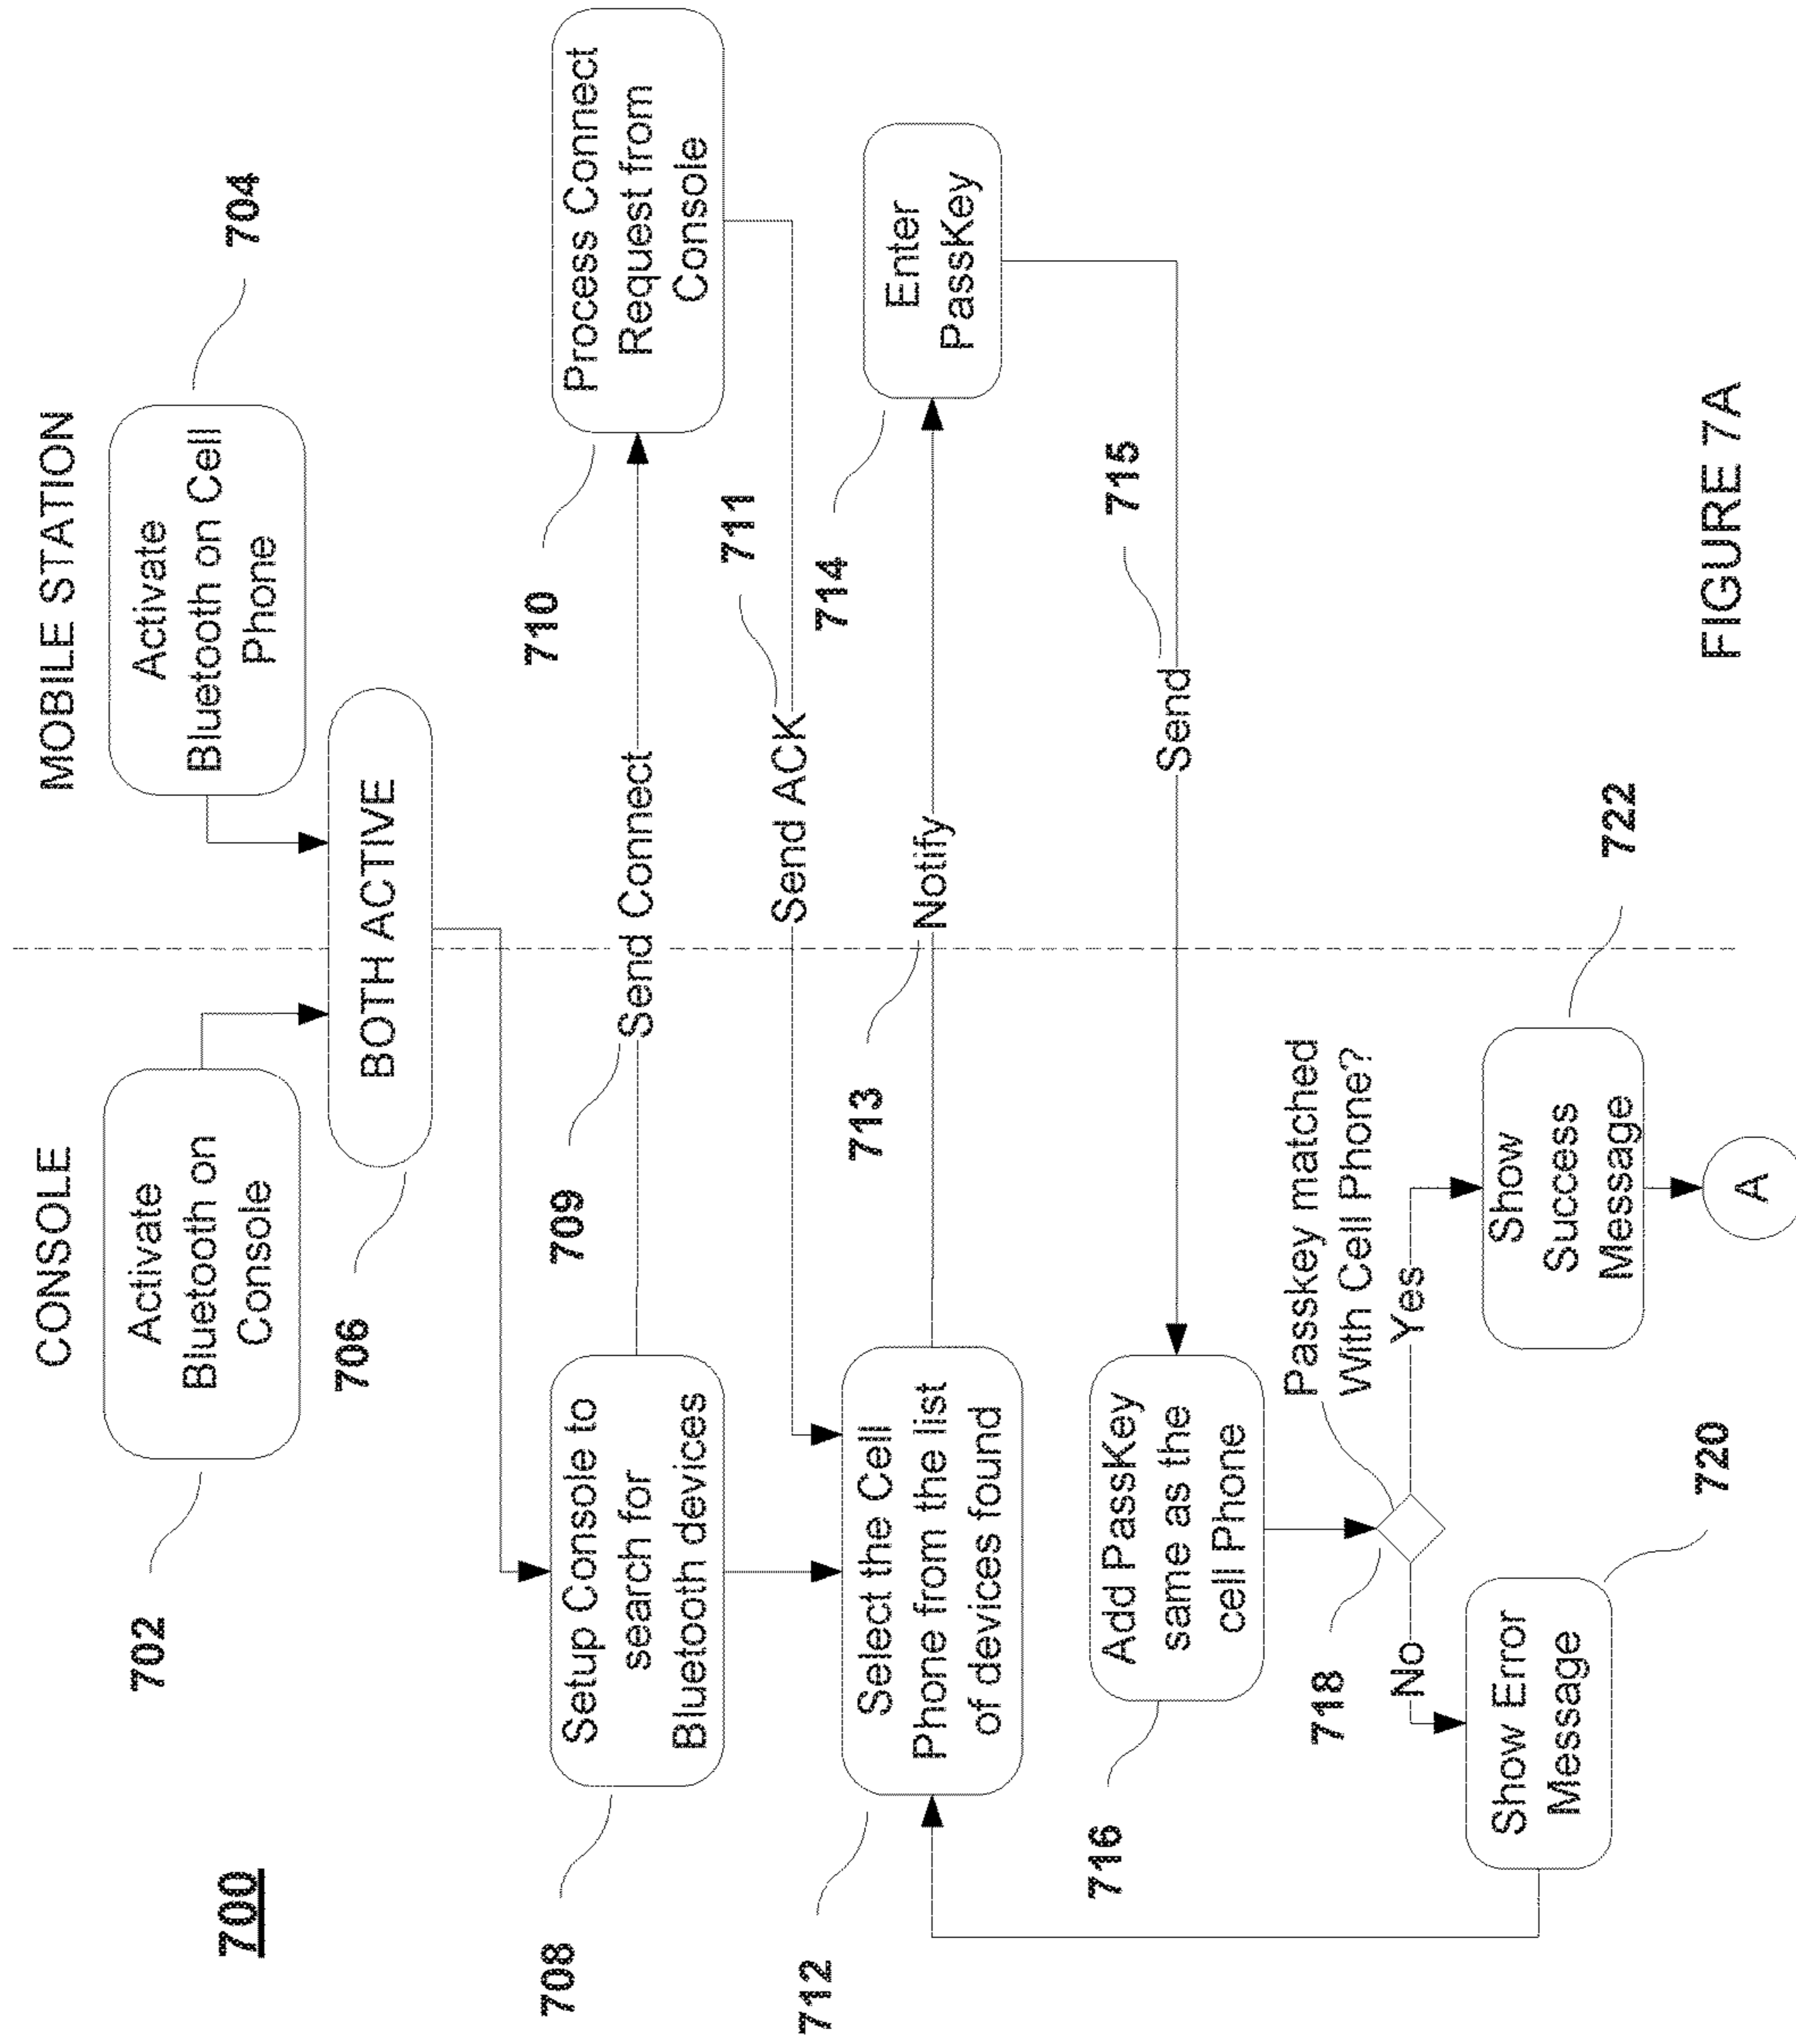 700
CONSOLE
MOBILE STATION
702
Activate
Bluetooth on
Console
Activate
Bluetooth on Cell
Phone
704
706
BOTH ACTIVE
708
Setup Console to
search for
Bluetooth devices
709
Send Connect
710
Process Connect
Request from
Console
711
Send ACK
712
Select the Cell
Phone from the list
of devices found
713
Notify
714
Enter
PassKey
715
Send
716
Add PassKey
same as the
cell Phone
718
Passkey matched
With Cell Phone?
No
Yes
Show Error
Message
720
Show
Success
Message
722
A
FIGURE 7A